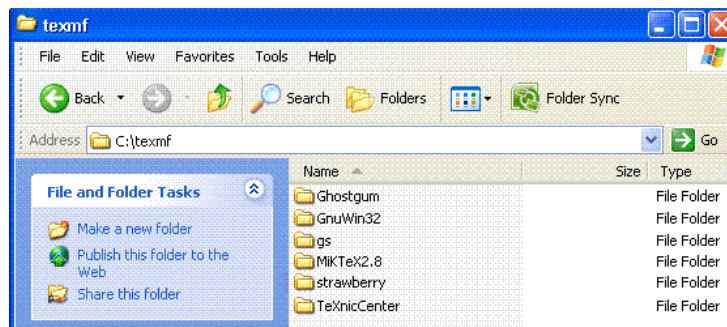 texmf
File Edit View Favorites Tools Help
Back Search Folders Folder Sync
Address C:\texmf Go
File and Folder Tasks
Make a new folder
Publish this folder to the
Web
Share this folder
Name Size Type
Ghostgum File Folder
GnuWin32 File Folder
gs File Folder
MiKTeX2.8 File Folder
strawberry File Folder
TeXnicCenter File Folder